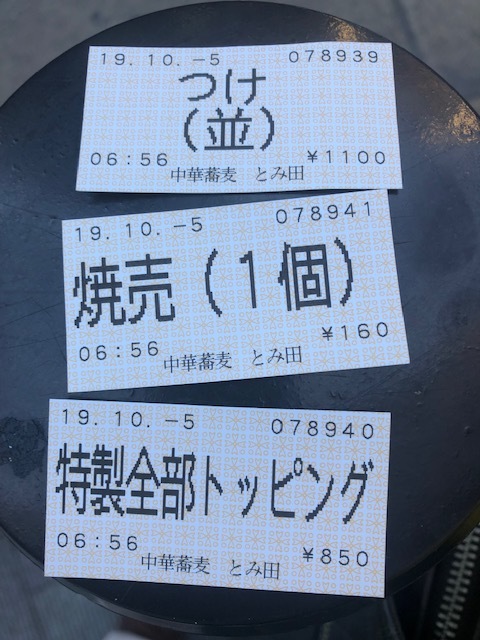 19.10.-5 078939
つけ
(並)
06:56 ¥1100
中華蕎麦 とみ田
19.10.-5 078941
焼売(1個)
06:56 ¥160
中華蕎麦 とみ田
19.10.-5 078940
特製全部トッピング
06:56 ¥850
中華蕎麦 とみ田